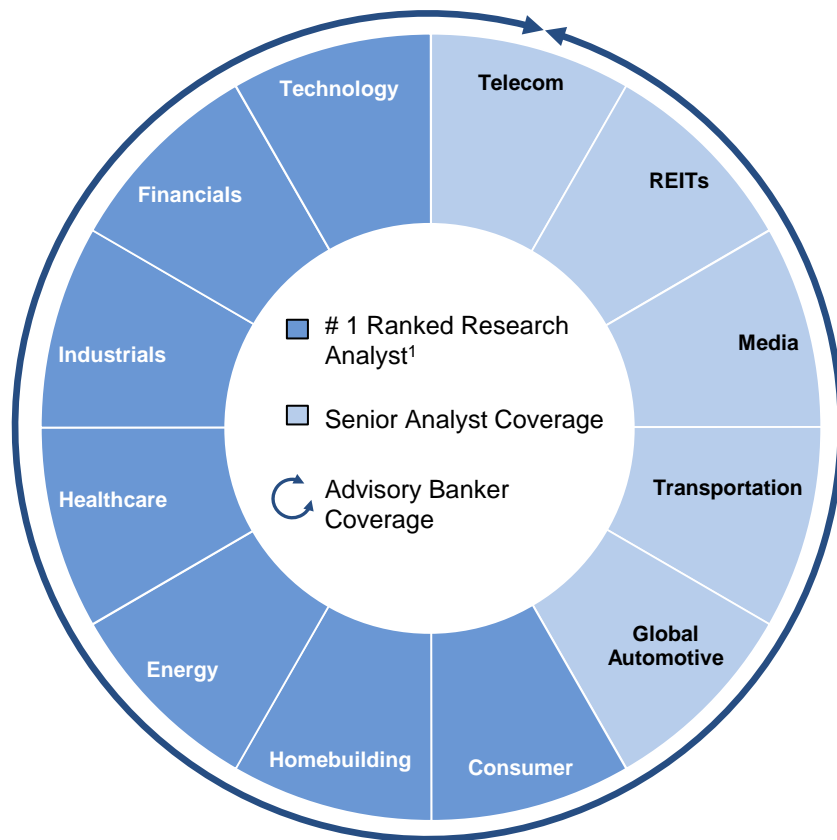 Technology
Telecom
Financials
REITs
Industrials
Media
# 1 Ranked Research
Analyst¹
Senior Analyst Coverage
Advisory Banker
Coverage
Healthcare
Transportation
Energy
Global
Automotive
Homebuilding
Consumer